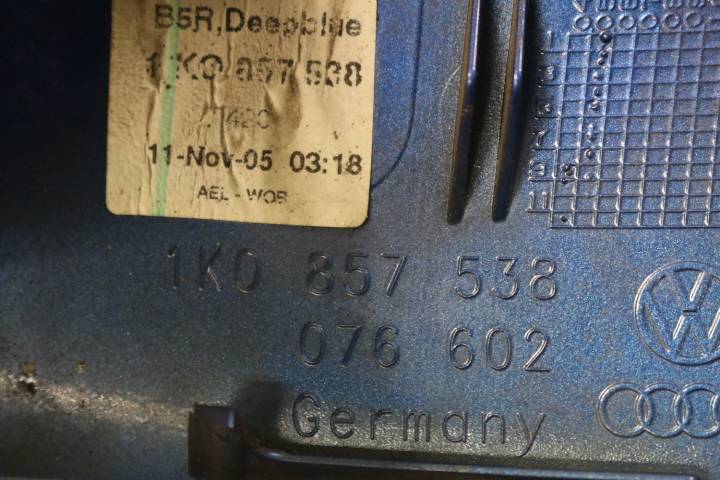 B5R,Deepblue
1K0 857 538
11-Nov-05 03:18
AEL - WOB
1K0 857 538
076 602
Germany